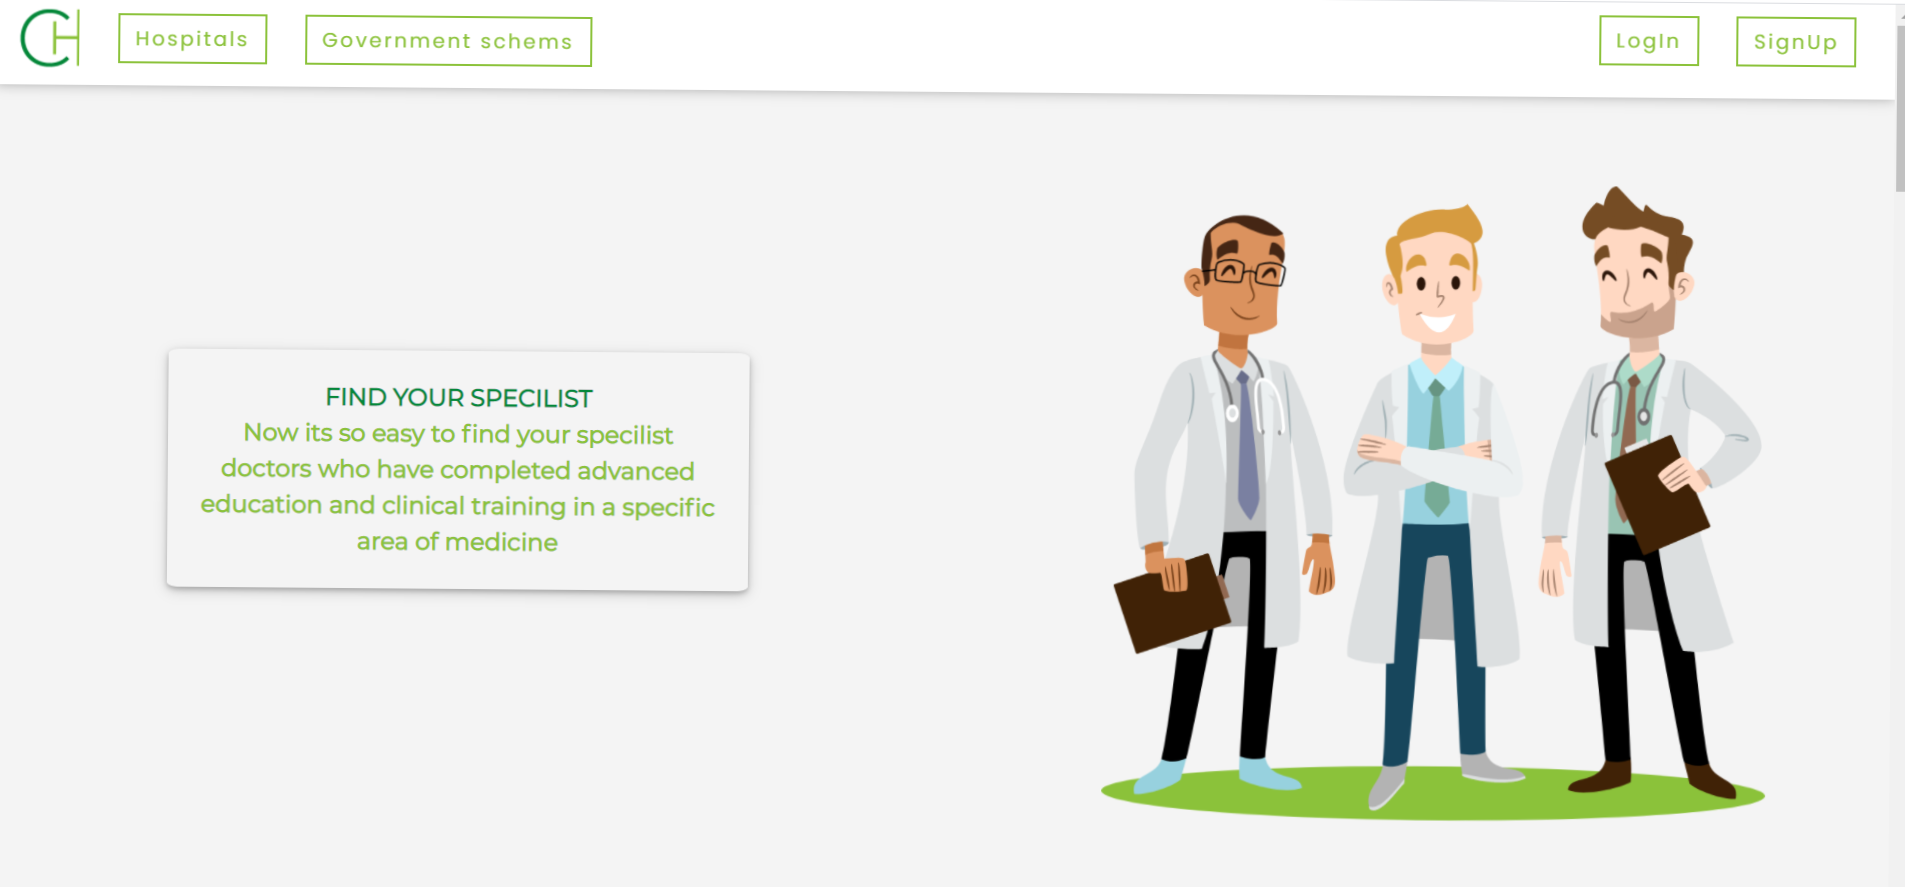 CH
Hospitals
Government schems
LogIn
SignUp
FIND YOUR SPECILIST
Now its so easy to find your specilist
doctors who have completed advanced
education and clinical training in a specific
area of medicine